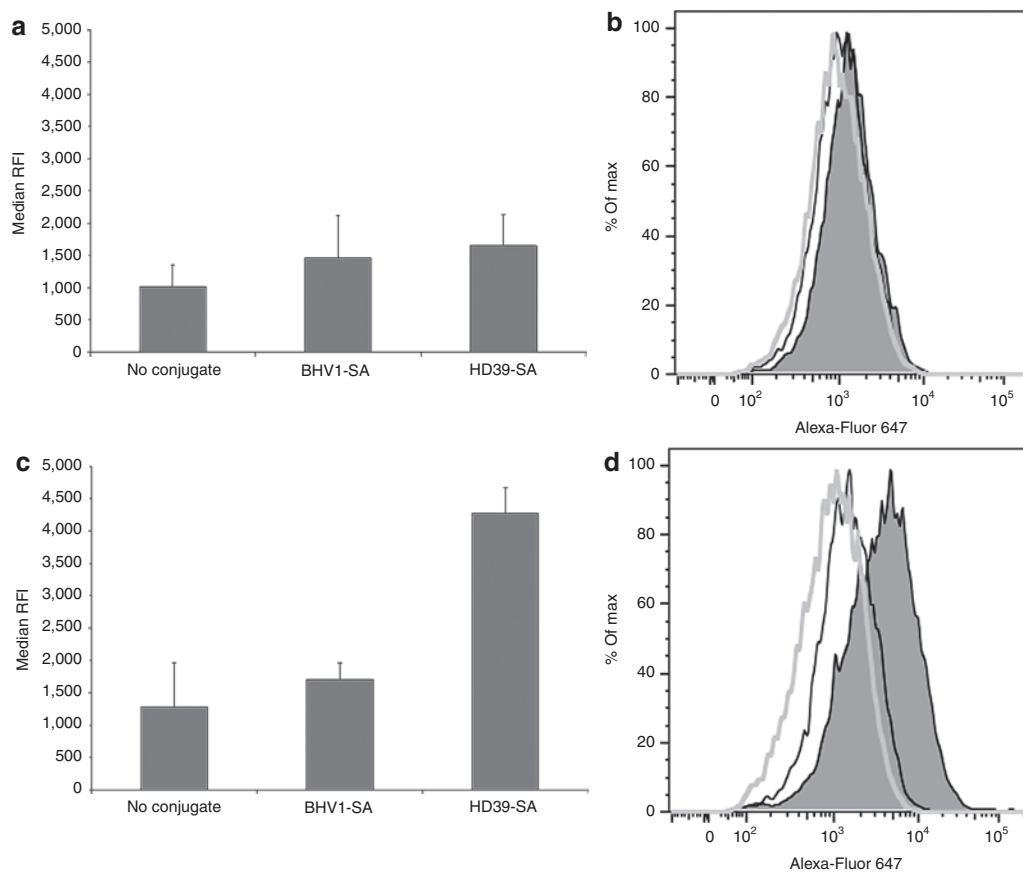 a
5,000
4,500
4,000
3,500
3,000
2,500
2,000
1,500
1,000
500
0
Median RFI
No conjugate
BHV1-SA
HD39-SA
b
100
80
60
40
20
0
% Of max
0
10²
10³
10⁴
10⁵
Alexa-Fluor 647
c
5,000
4,500
4,000
3,500
3,000
2,500
2,000
1,500
1,000
500
0
Median RFI
No conjugate
BHV1-SA
HD39-SA
d
100
80
60
40
20
0
% Of max
0
10²
10³
10⁴
10⁵
Alexa-Fluor 647